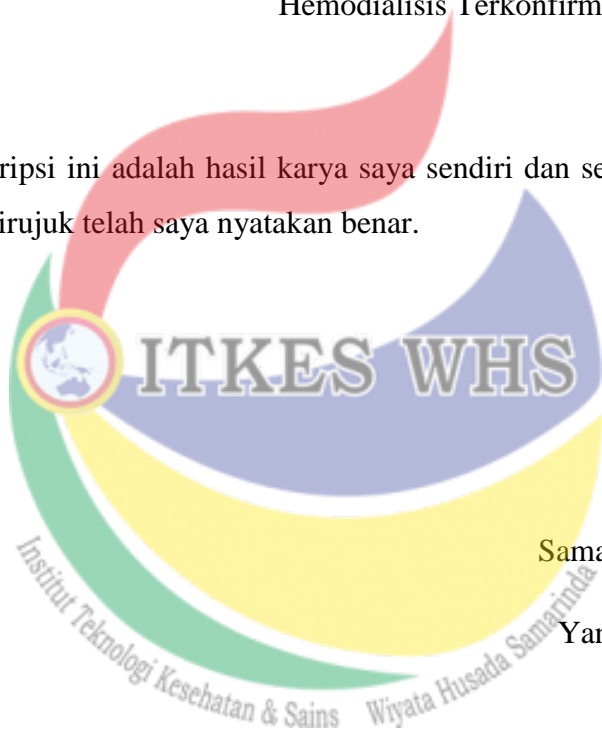 Hemodialisis Terkonfirm
ripsi ini adalah hasil karya saya sendiri dan se
irujuk telah saya nyatakan benar.
ITKES WHS
Sama
Yan
Institut Teknologi Kesehatan & Sains Wiyata Husada Samarinda